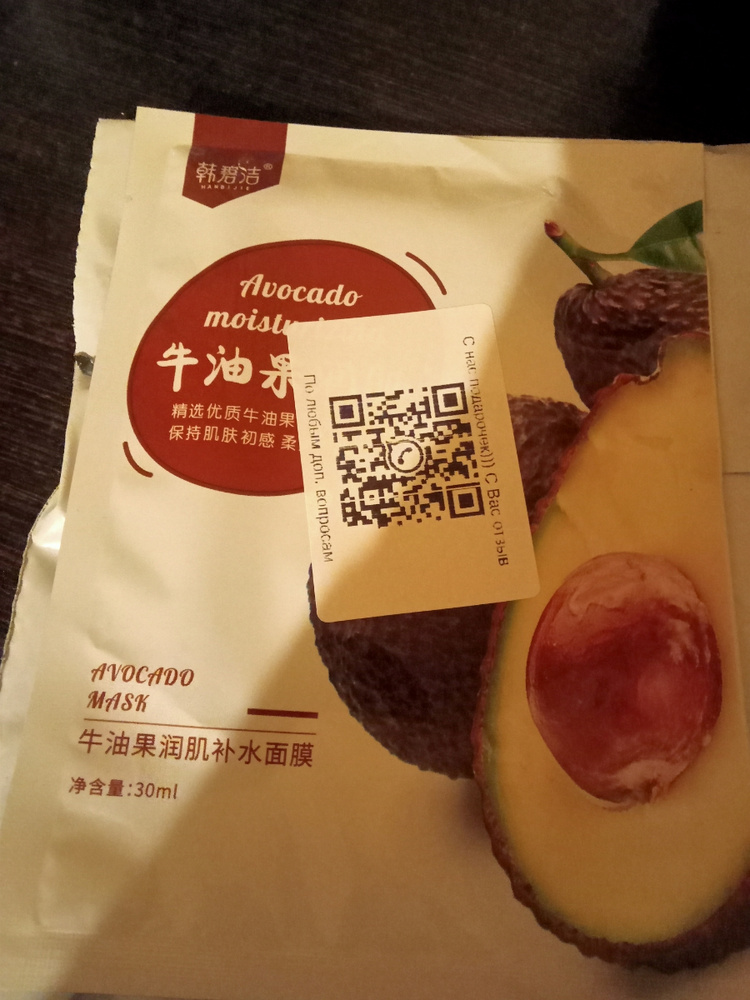 韩碧洁®
HANBIJIE
Avocado
牛油果
精选优质牛油果
保持肌肤初感 柔
С нас подарочек))) С Вас отзыв
По любым доп. вопросам
AVOCADO
MASK
牛油果润肌补水面膜
净含量:30ml